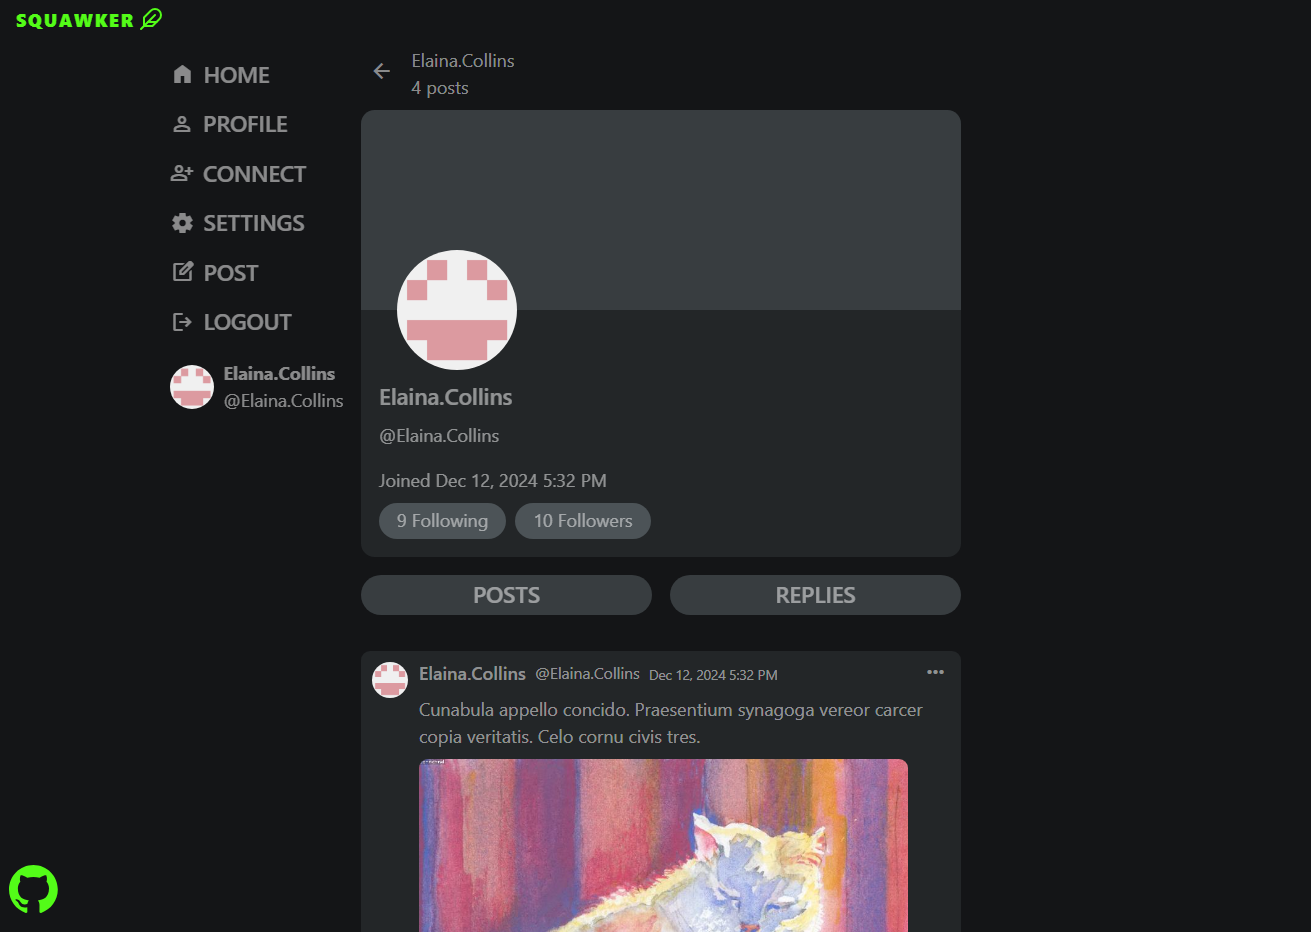 SQUAWKER
HOME
PROFILE
CONNECT
SETTINGS
POST
LOGOUT
Elaina.Collins
@Elaina.Collins
Elaina.Collins
4 posts
Elaina.Collins
@Elaina.Collins
Joined Dec 12, 2024 5:32 PM
9 Following 10 Followers
POSTS REPLIES
Elaina.Collins @Elaina.Collins Dec 12, 2024 5:32 PM
Cunabula appello concido. Praesentium synagoga vereor carcer
copia veritatis. Celo cornu civis tres.